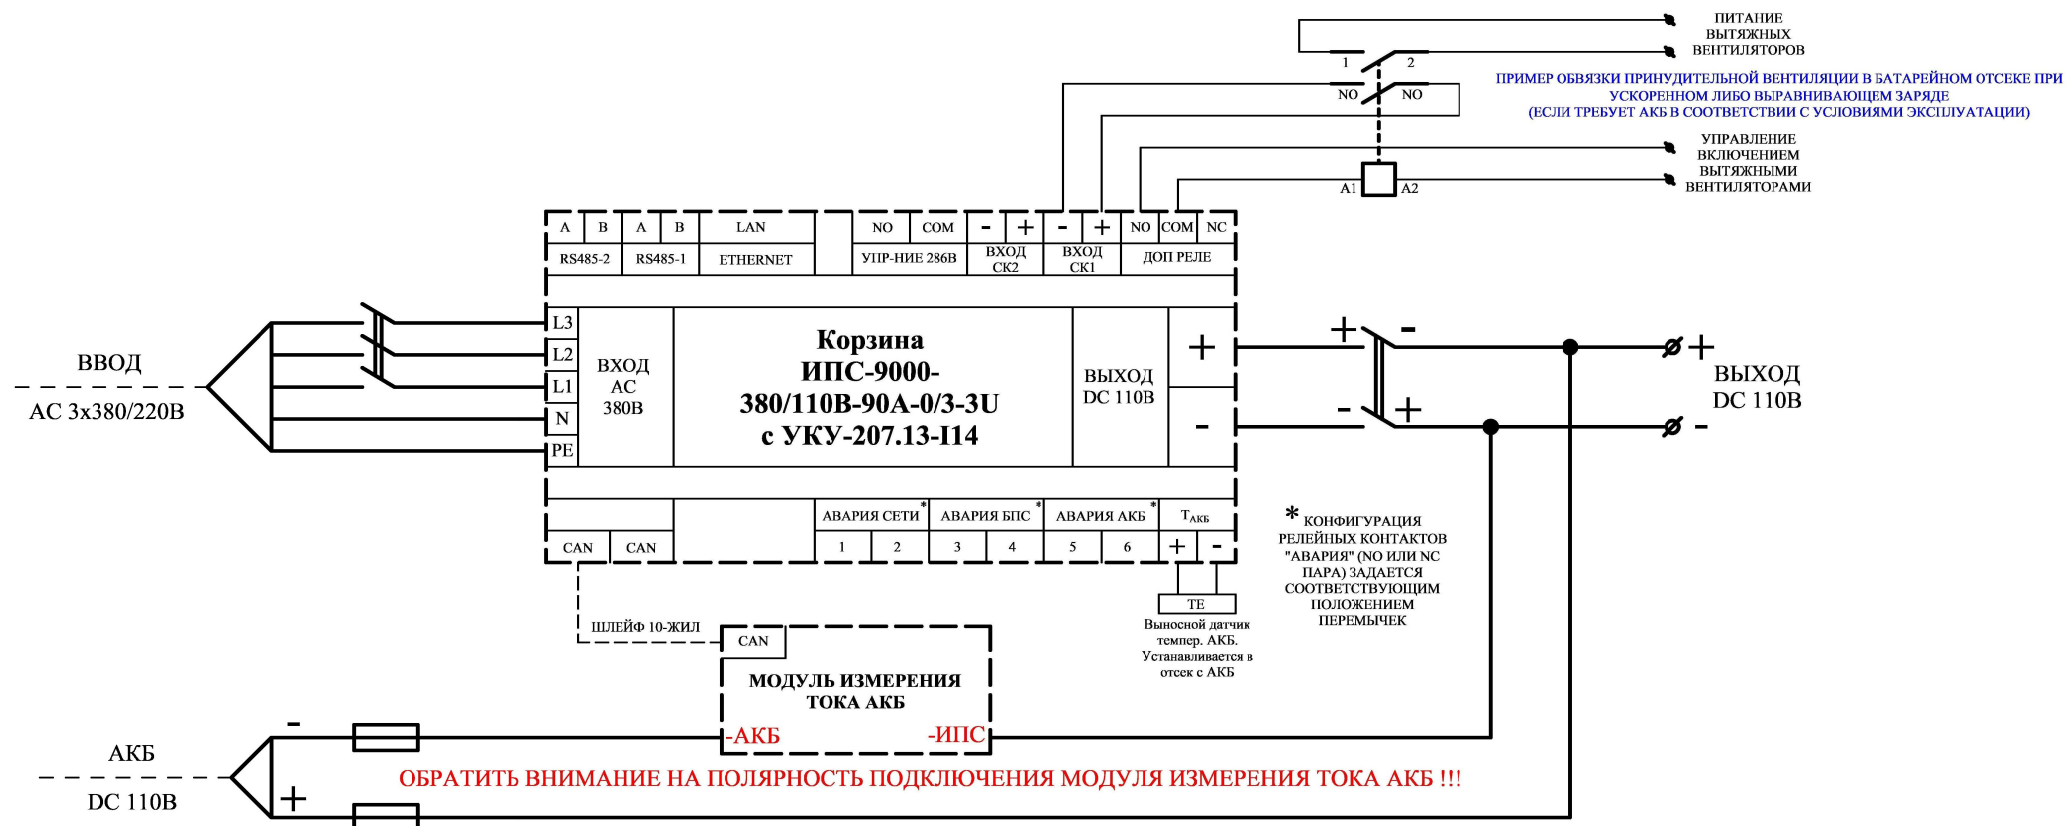 ПИТАНИЕ
ВЫТЯЖНЫХ
ВЕНТИЛЯТОРОВ
1 2
NO NO
ПРИМЕР ОБВЯЗКИ ПРИНУДИТЕЛЬНОЙ ВЕНТИЛЯЦИИ В БАТАРЕЙНОМ ОТСЕКЕ ПРИ
УСКОРЕННОМ ЛИБО ВЫРАВНИВАЮЩЕМ ЗАРЯДЕ
(ЕСЛИ ТРЕБУЕТ АКБ В СООТВЕТСТВИИ С УСЛОВИЯМИ ЭКСПЛУАТАЦИИ)
УПРАВЛЕНИЕ
ВКЛЮЧЕНИЕМ
ВЫТЯЖНЫМИ
ВЕНТИЛЯТОРАМИ
A1 A2
A B A B LAN NO COM - + - + NO COM NC
RS485-2 RS485-1 ETHERNET УПР-НИЕ 286В ВХОД СК2 ВХОД СК1 ДОП РЕЛЕ
ВВОД
АС 3х380/220В
L3
L2
L1
N
PE
ВХОД
АС
380В
Корзина
ИПС-9000-
380/110В-90А-0/3-3U
с УКУ-207.13-I14
ВЫХОД
DC 110В
+
-
+ -
- +
+
ВЫХОД
DC 110В
-
АВАРИЯ СЕТИ* АВАРИЯ БПС* АВАРИЯ АКБ* ТАКБ
CAN CAN 1 2 3 4 5 6 + -
TE
Выносной датчик
темпер. АКБ.
Устанавливается в
отсек с АКБ
* КОНФИГУРАЦИЯ
РЕЛЕЙНЫХ КОНТАКТОВ
"АВАРИЯ" (NO ИЛИ NC
ПАРА) ЗАДАЕТСЯ
СООТВЕТСТВУЮЩИМ
ПОЛОЖЕНИЕМ
ПЕРЕМЫЧЕК
ШЛЕЙФ 10-ЖИЛ
CAN
МОДУЛЬ ИЗМЕРЕНИЯ
ТОКА АКБ
-АКБ -ИПС
-
АКБ
DC 110В
+
ОБРАТИТЬ ВНИМАНИЕ НА ПОЛЯРНОСТЬ ПОДКЛЮЧЕНИЯ МОДУЛЯ ИЗМЕРЕНИЯ ТОКА АКБ !!!